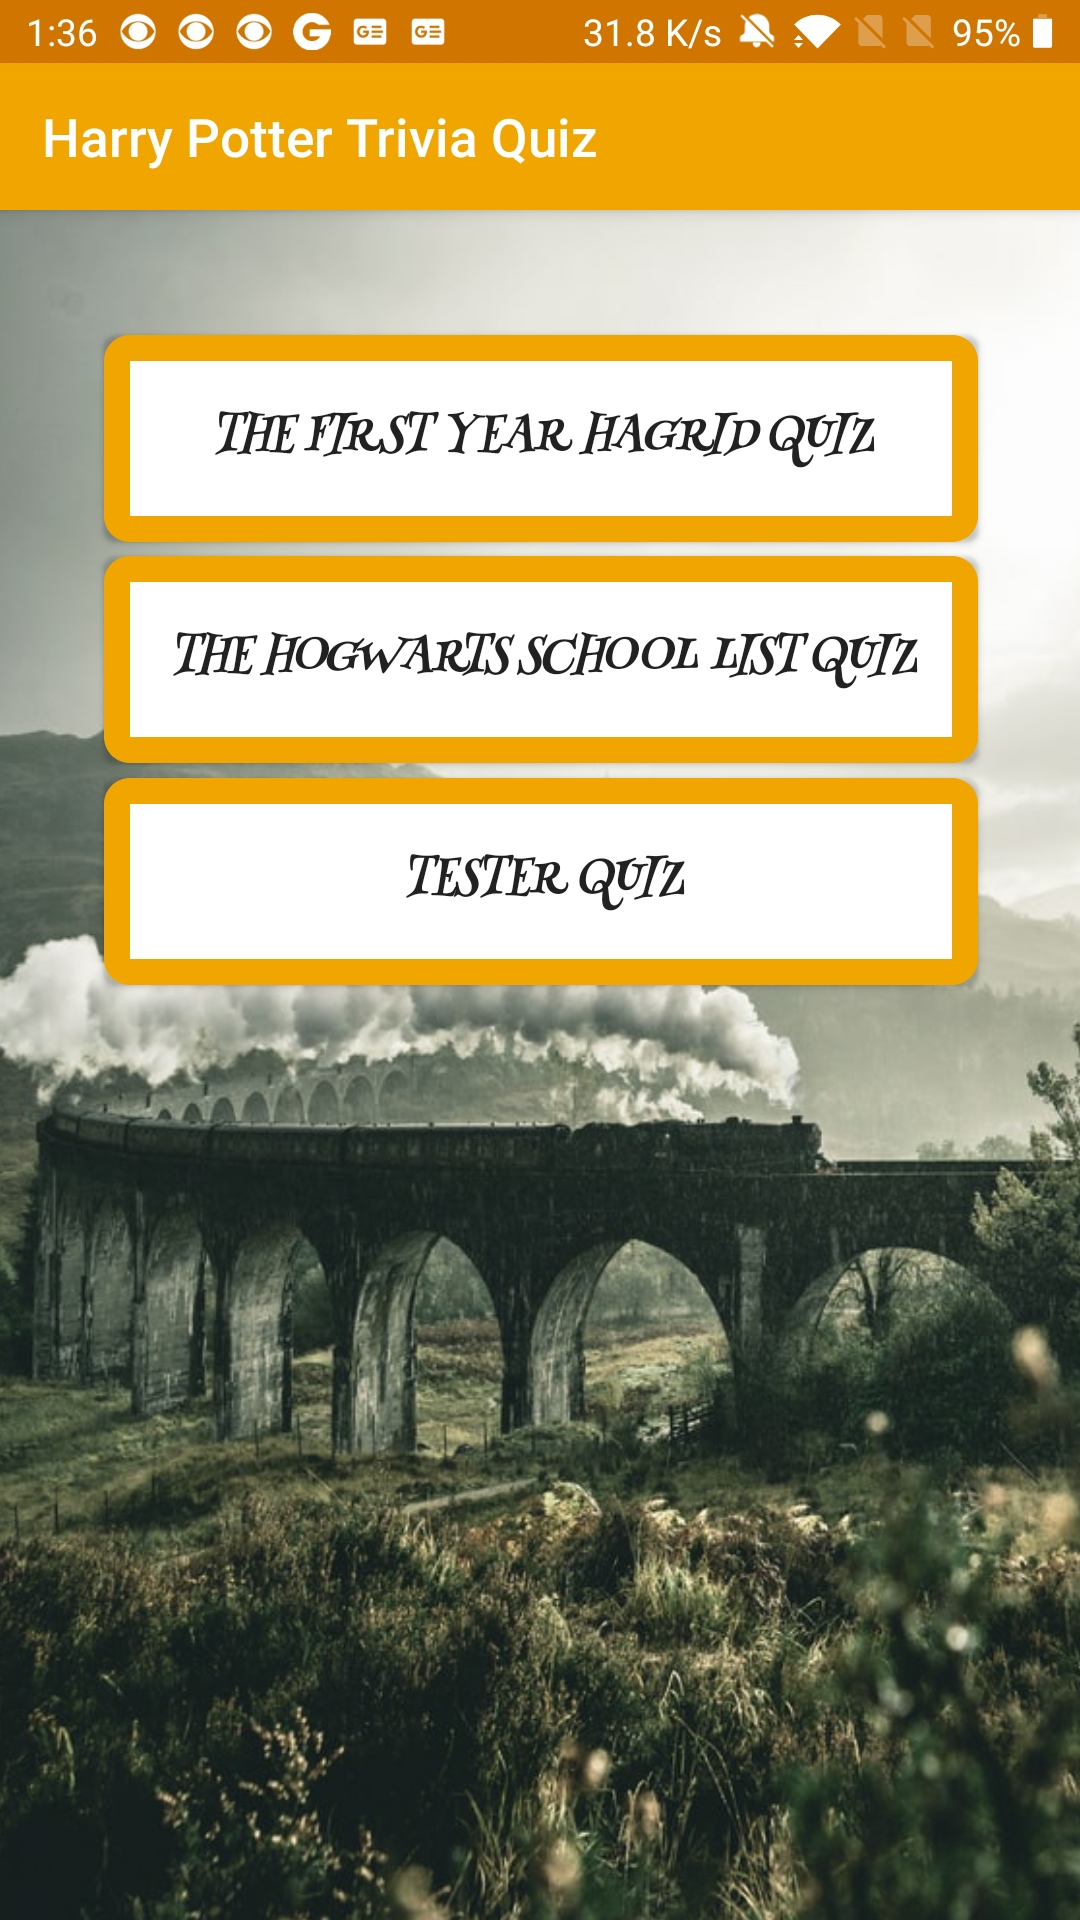 1:36 31.8 K/s 95%
Harry Potter Trivia Quiz
THE FIRST YEAR HAGRID QUIZ
THE HOGWARTS SCHOOL LIST QUIZ
TESTER QUIZ